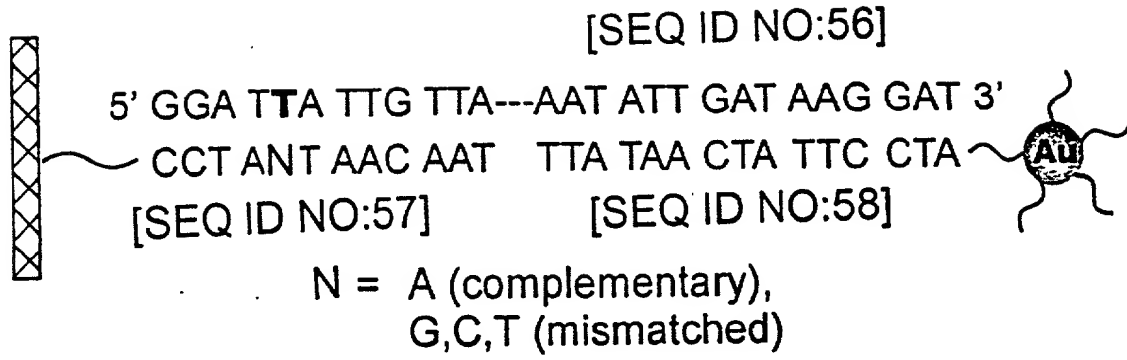 [SEQ ID NO:56]
5' GGA TTA TTG TTA---AAT ATT GAT AAG GAT 3'
CCT ANT AAC AAT TTA TAA CTA TTC CTA Au
[SEQ ID NO:57] [SEQ ID NO:58]
N = A (complementary),
G,C,T (mismatched)